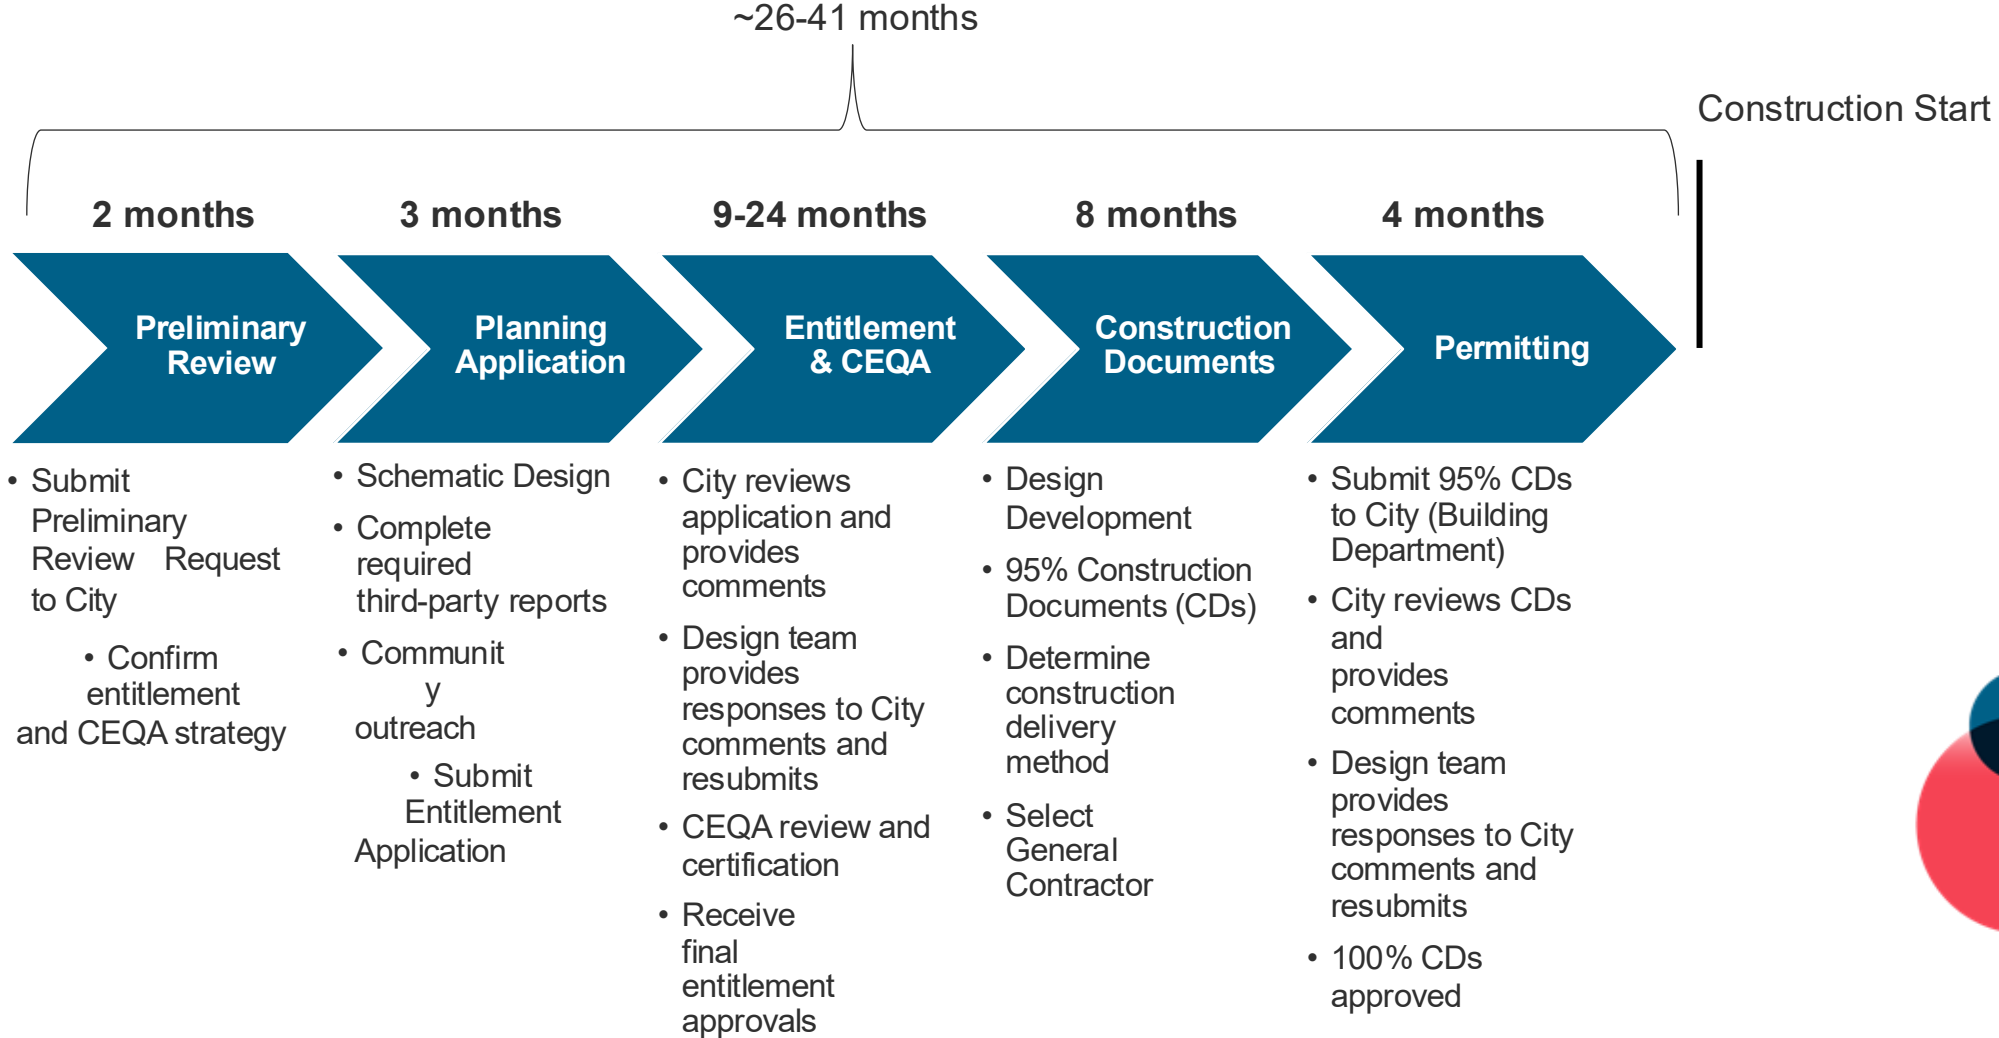 ~26-41 months
Construction Start
2 months
3 months
9-24 months
8 months
4 months
Preliminary
Review
Planning
Application
Entitlement
& CEQA
Construction
Documents
Permitting
• Submit
Preliminary
Review Request
to City
• Confirm
entitlement
and CEQA strategy
• Schematic Design
• Complete
required
third-party reports
• Communit
y
outreach
• Submit
Entitlement
Application
• City reviews
application and
provides
comments
• Design team
provides
responses to City
comments and
resubmits
• CEQA review and
certification
• Receive
final
entitlement
approvals
• Design
Development
• 95% Construction
Documents (CDs)
• Determine
construction
delivery
method
• Select
General
Contractor
• Submit 95% CDs
to City (Building
Department)
• City reviews CDs
and
provides
comments
• Design team
provides
responses to City
comments and
resubmits
• 100% CDs
approved